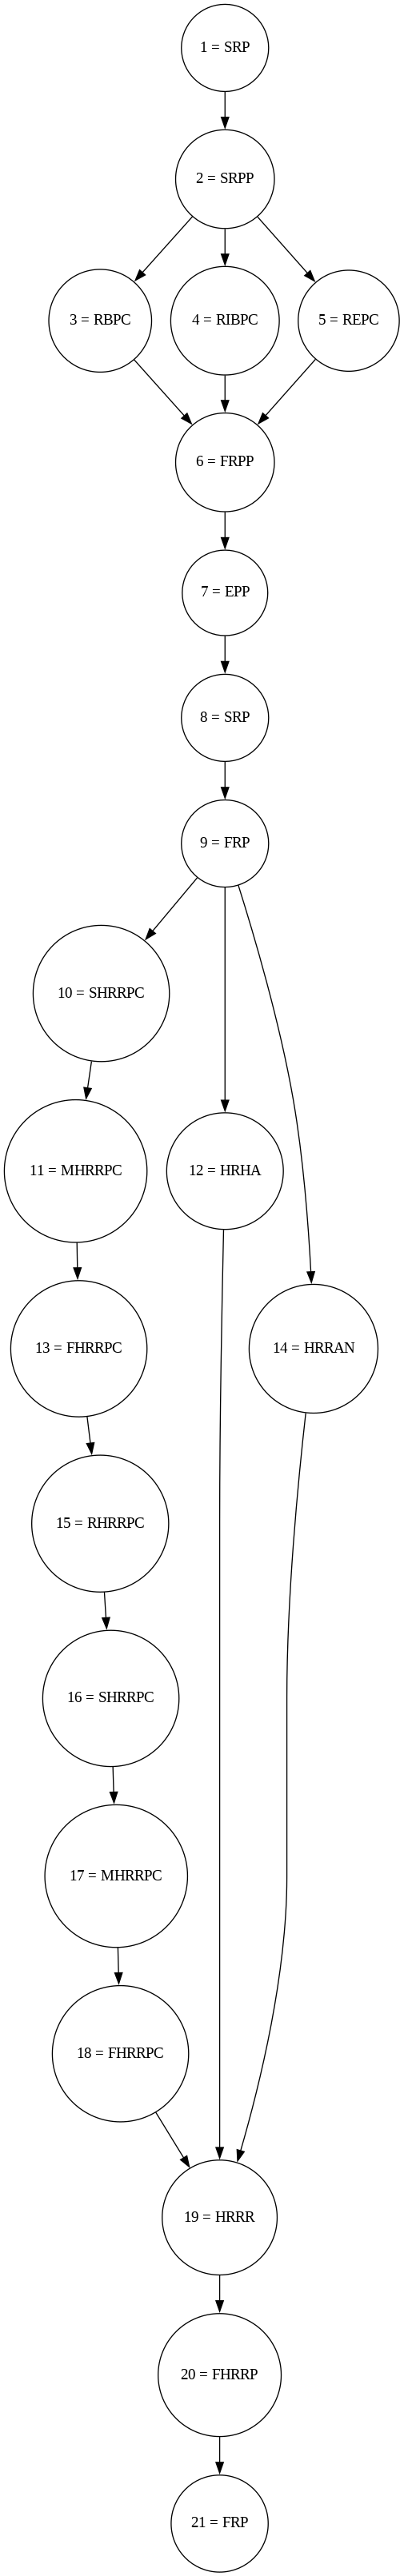 1 = SRP
2 = SRPP
3 = RBPC
4 = RIBPC
5 = REPC
6 = FRPP
7 = EPP
8 = SRP
9 = FRP
10 = SHRRPC
11 = MHRRPC
12 = HRHA
13 = FHRRPC
14 = HRRAN
15 = RHRRPC
16 = SHRRPC
17 = MHRRPC
18 = FHRRPC
19 = HRRR
20 = FHRRP
21 = FRP